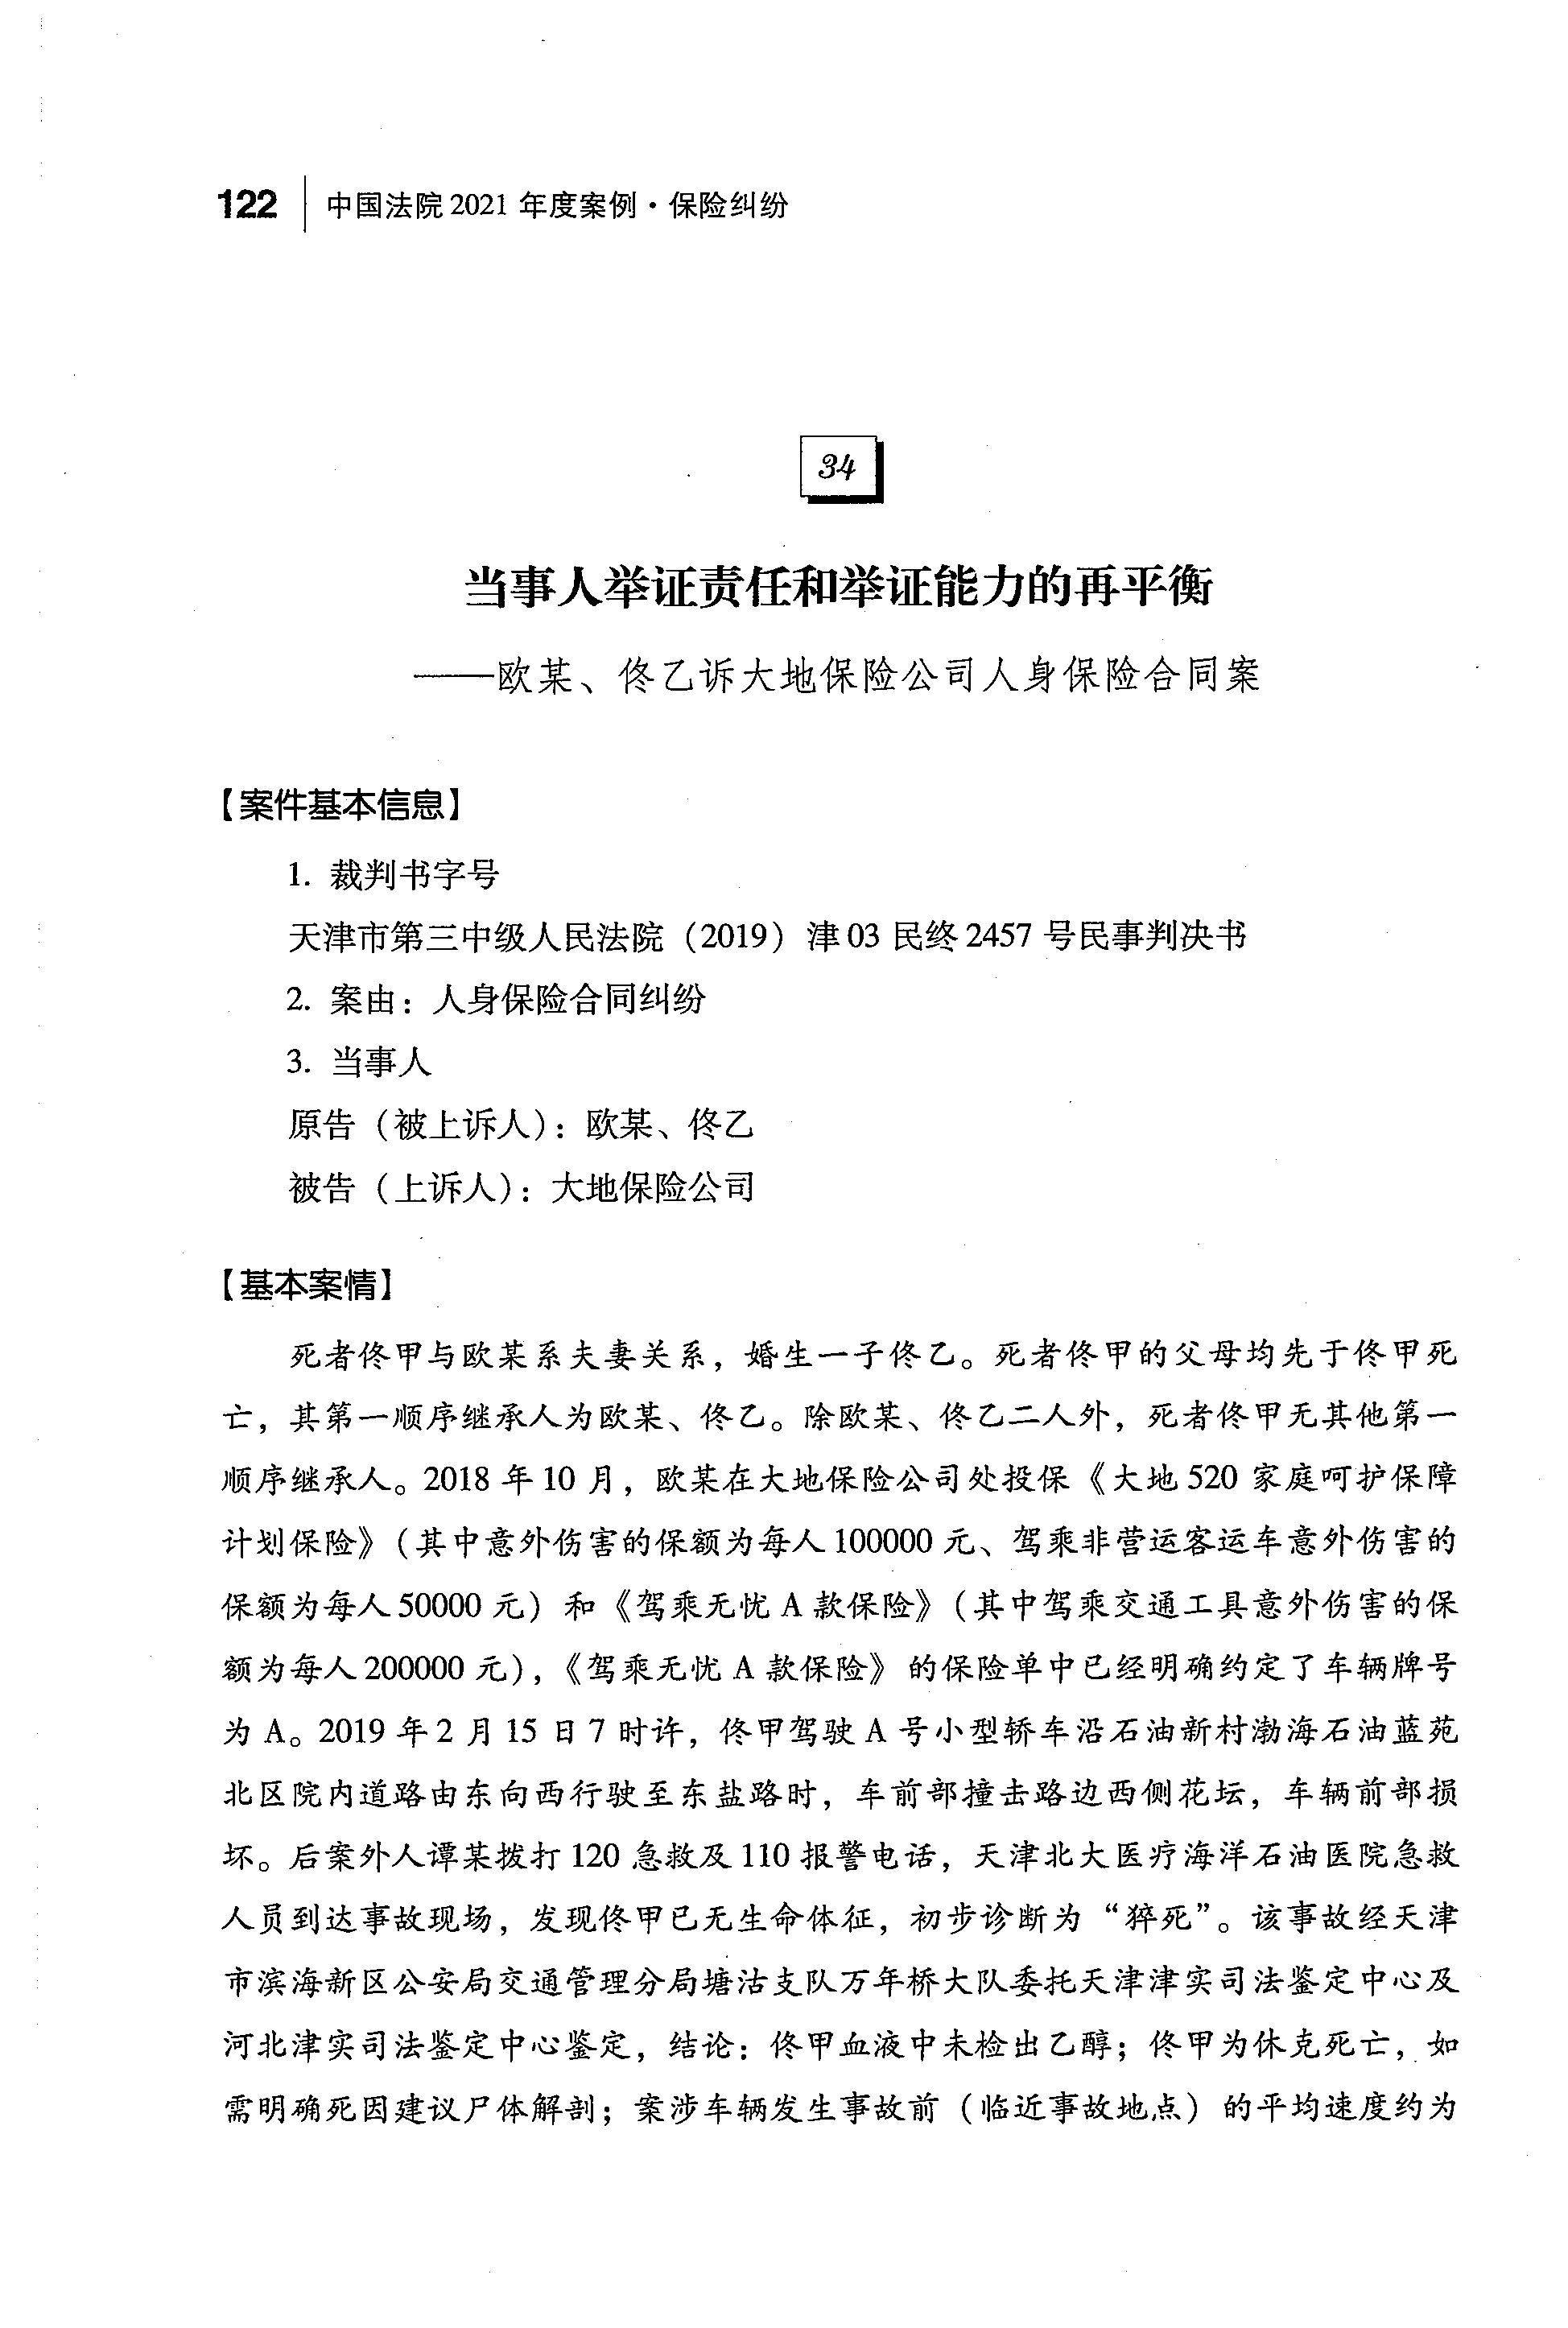 122 中国法院2021年度案例·保险纠纷
34
当事人举证责任和举证能力的再平衡
——欧某、佟乙诉大地保险公司人身保险合同案
【案件基本信息】
1. 裁判书字号
天津市第三中级人民法院（2019）津03民终2457号民事判决书
2. 案由：人身保险合同纠纷
3. 当事人
原告（被上诉人）：欧某、佟乙
被告（上诉人）：大地保险公司
【基本案情】
死者佟甲与欧某系夫妻关系，婚生一子佟乙。死者佟甲的父母均先于佟甲死
亡，其第一顺序继承人为欧某、佟乙。除欧某、佟乙二人外，死者佟甲无其他第一
顺序继承人。2018年10月，欧某在大地保险公司处投保《大地520家庭呵护保障
计划保险》（其中意外伤害的保额为每人100000元、驾乘非营运客运车意外伤害的
保额为每人50000元）和《驾乘无忧A款保险》（其中驾乘交通工具意外伤害的保
额为每人200000元），《驾乘无忧A款保险》的保险单中已经明确约定了车辆牌号
为A。2019年2月15日7时许，佟甲驾驶A号小型轿车沿石油新村渤海石油蓝苑
北区院内道路由东向西行驶至东盐路时，车前部撞击路边西侧花坛，车辆前部损
坏。后案外人谭某拨打120急救及110报警电话，天津北大医疗海洋石油医院急救
人员到达事故现场，发现佟甲已无生命体征，初步诊断为“猝死”。该事故经天津
市滨海新区公安局交通管理分局塘沽支队万年桥大队委托天津津实司法鉴定中心及
河北津实司法鉴定中心鉴定，结论：佟甲血液中未检出乙醇；佟甲为休克死亡，如
需明确死因建议尸体解剖；案涉车辆发生事故前（临近事故地点）的平均速度约为